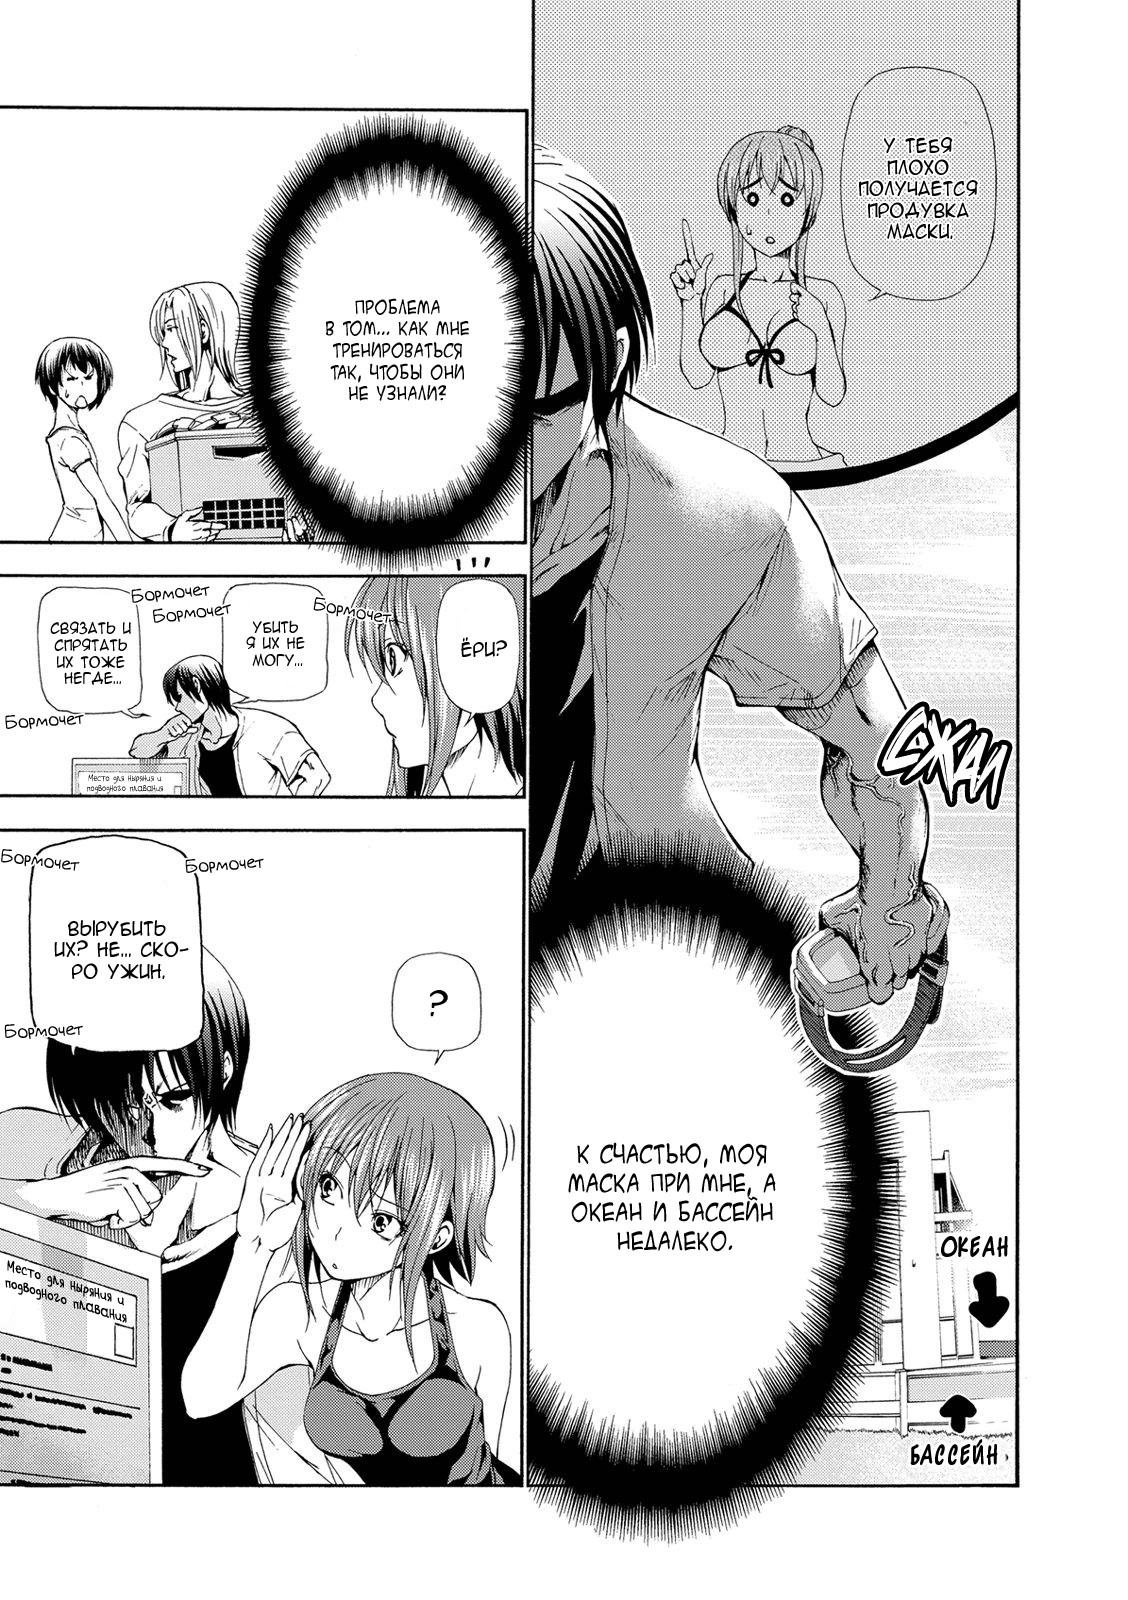 У ТЕБЯ
ПЛОХО
ПОЛУЧАЕТСЯ
ПРОДУВКА
МАСКИ.
СЖАЛ
К СЧАСТЬЮ, МОЯ
МАСКА ПРИ МНЕ, А
ОКЕАН И БАССЕЙН
НЕДАЛЕКО.
ОКЕАН
БАССЕЙН
ПРОБЛЕМА
В ТОМ... КАК МНЕ
ТРЕНИРОВАТЬСЯ
ТАК, ЧТОБЫ ОНИ
НЕ УЗНАЛИ?
ЁРИ?
Бормочет
УБИТЬ
Я ИХ НЕ
МОГУ...
Бормочет
Бормочет
СВЯЗАТЬ И
СПРЯТАТЬ
ИХ ТОЖЕ
НЕГДЕ...
Бормочет
Место для ныряния и
подводного плавания
Бормочет
Бормочет
ВЫРУБИТЬ
ИХ? НЕ... СКО-
РО УЖИН.
Бормочет
?
Место для ныряния и
подводного плавания